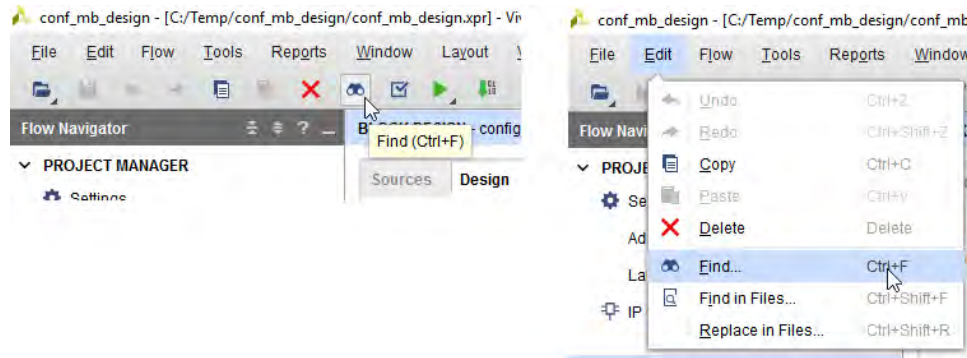 conf_mb_design - [C:/Temp/conf_mb_design/conf_mb_design.xpr] - Vi
File Edit Flow Tools Reports Window Layout
Flow Navigator
? _
BLOCK DESIGN - config
Find (Ctrl+F)
PROJECT MANAGER
Sources Design
Settings
conf_mb_design - [C:/Temp/conf_mb_design/conf_mb
File Edit Flow Tools Reports Window
Flow Navi
Undo Ctrl+Z
Redo Ctrl+Shift+Z
PROJE
Copy Ctrl+C
Se
Paste Ctrl+V
Delete Delete
Ad
Find... Ctrl+F
La
Find in Files... Ctrl+Shift+F
IP
Replace in Files... Ctrl+Shift+R